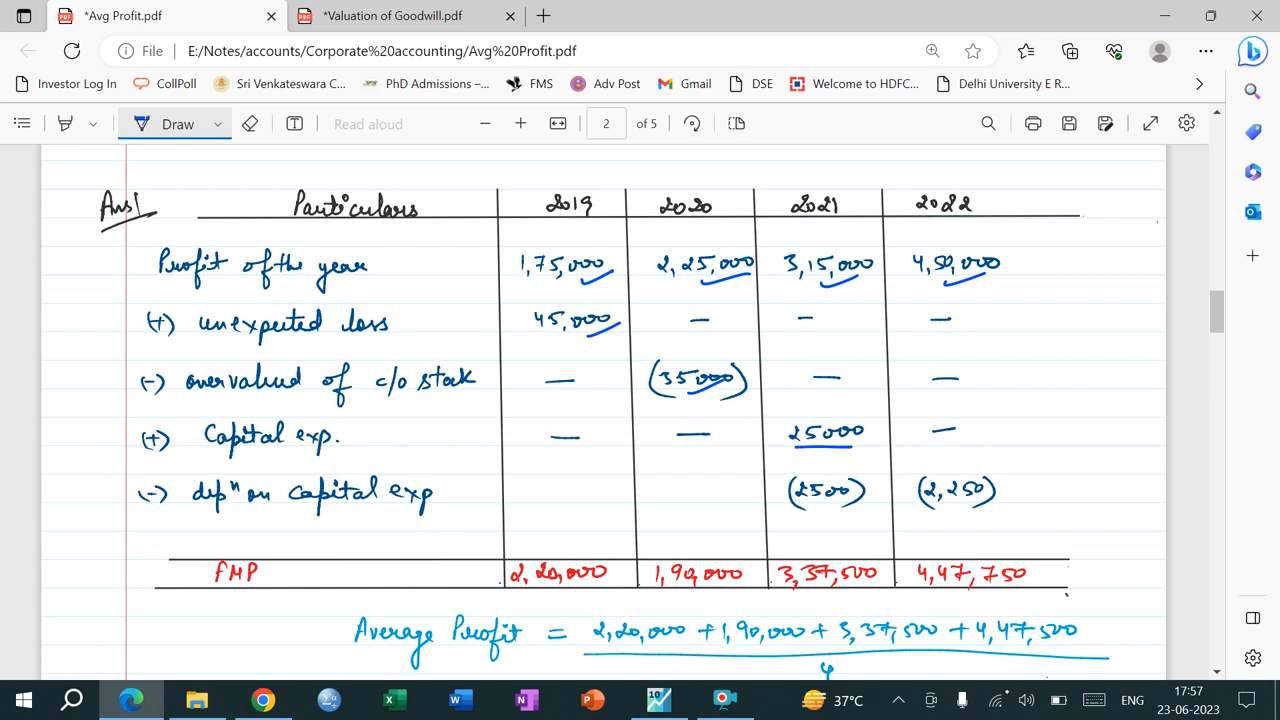 *Avg Profit.pdf
*Valuation of Goodwill.pdf
File E:/Notes/accounts/Corporate%20accounting/Avg%20Profit.pdf
Investor Log In CollPoll Sri Venkateswara C... PhD Admissions –... FMS Adv Post Gmail DSE Welcome to HDFC... Delhi University E R...
Draw Read aloud 2 of 5
Ans1 Particulars 2019 2020 2021 2022
Profit of the year 1,75,000 2,25,000 3,15,000 4,50,000
(+) unexpected loss 45,000 — — —
(-) overvalued of c/o stock — (35000) — —
(+) Capital exp. — — 25000 —
(-) depn on capital exp (2500) (2,250)
FMP 2,20,000 1,90,000 3,37,500 4,47,750
Average Profit = 2,20,000 + 1,90,000 + 3,37,500 + 4,47,500
4
37°C ENG 17:57
23-06-2023